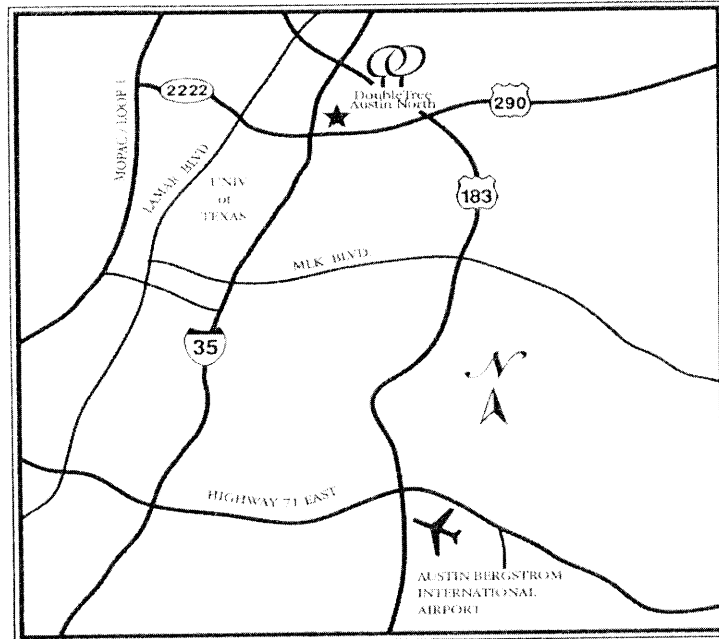 DoubleTree
Austin North
2222
290
MOPAC / LOOP 1
LAMAR BLVD
UNIV
of
TEXAS
183
MLK BLVD
35
N
HIGHWAY 71 EAST
AUSTIN BERGSTROM
INTERNATIONAL
AIRPORT